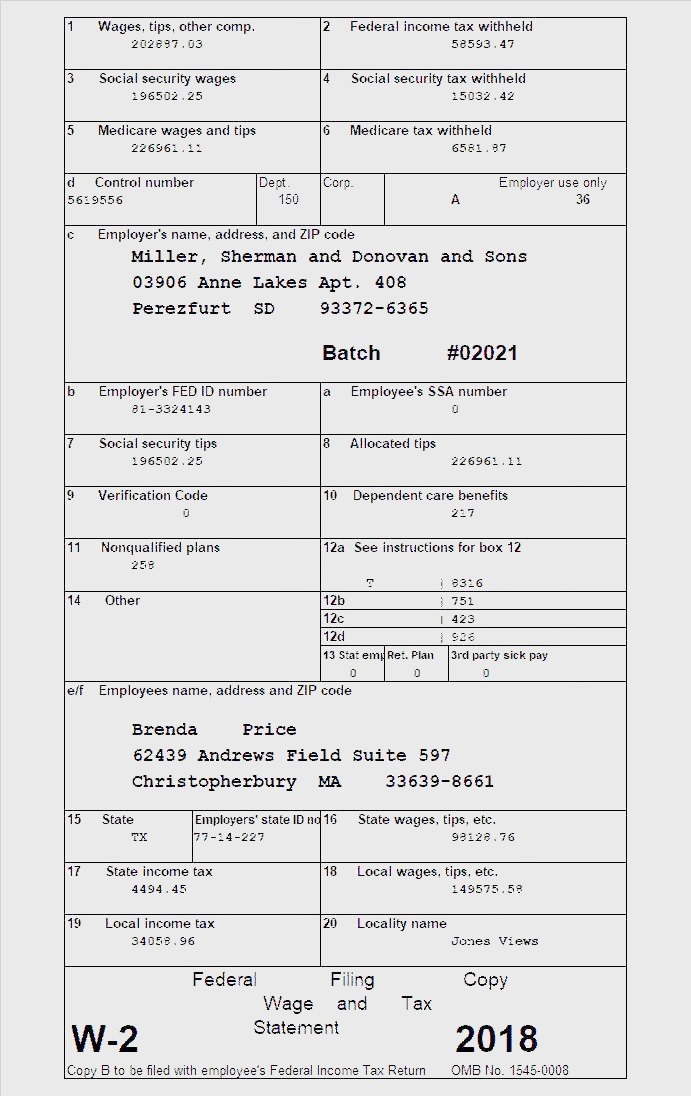 1 Wages, tips, other comp. 2 Federal income tax withheld
202887.03 58593.47
3 Social security wages 4 Social security tax withheld
196502.25 15032.42
5 Medicare wages and tips 6 Medicare tax withheld
226961.11 6581.87
d Control number Dept. Corp. Employer use only
5619556 150 A 36
c Employer's name, address, and ZIP code
Miller, Sherman and Donovan and Sons
03906 Anne Lakes Apt. 408
Perezfurt SD 93372-6365
Batch #02021
b Employer's FED ID number a Employee's SSA number
81-3324143 0
7 Social security tips 8 Allocated tips
196502.25 226961.11
9 Verification Code 10 Dependent care benefits
0 217
11 Nonqualified plans 12a See instructions for box 12
258
T 8316
14 Other 12b 751
12c 423
12d 926
13 Stat emp Ret. Plan 3rd party sick pay
0 0 0
e/f Employees name, address and ZIP code
Brenda Price
62439 Andrews Field Suite 597
Christopherbury MA 33639-8661
15 State Employers' state ID no 16 State wages, tips, etc.
TX 77-14-227 98128.76
17 State income tax 18 Local wages, tips, etc.
4494.45 149575.58
19 Local income tax 20 Locality name
34058.96 Jones Views
Federal Filing Copy
Wage and Tax
Statement
W-2 2018
Copy B to be filed with employee's Federal Income Tax Return OMB No. 1545-0008